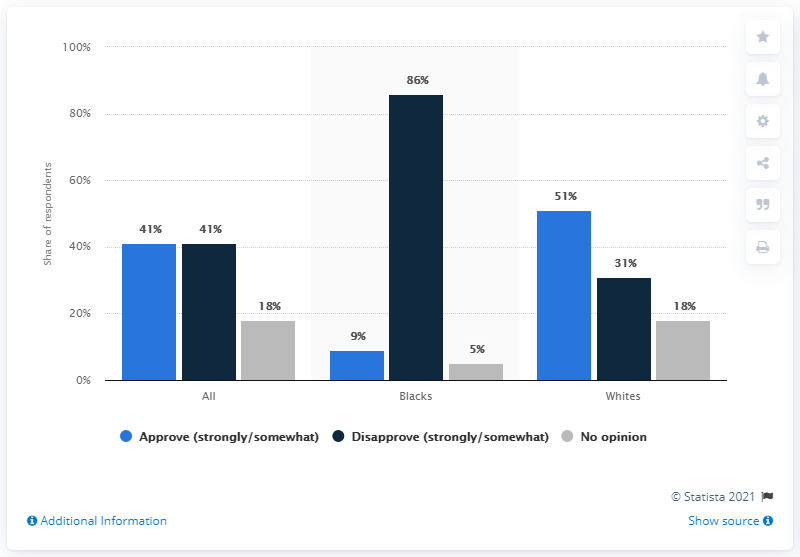 Share of respondents
100%
80%
60%
40%
20%
0%
41%
41%
18%
9%
86%
5%
51%
31%
18%
All
Blacks
Whites
Approve (strongly/somewhat)
Disapprove (strongly/somewhat)
No opinion
© Statista 2021
Additional Information
Show source